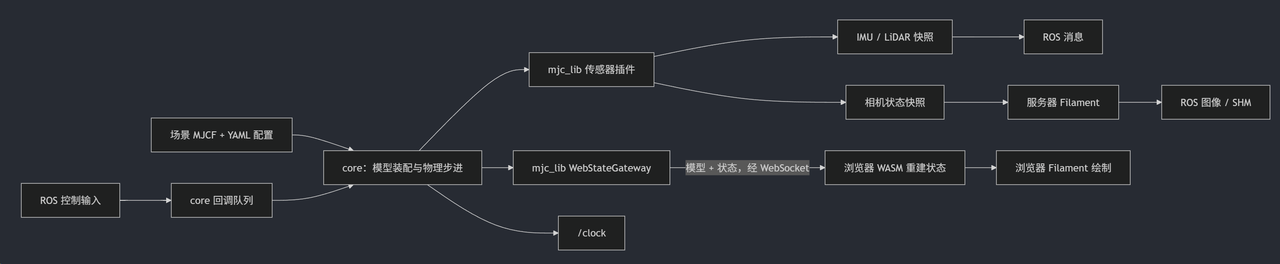 IMU / LiDAR 快照
ROS 消息
mjc_lib 传感器插件
相机状态快照
服务器 Filament
ROS 图像 / SHM
场景 MJCF + YAML 配置
core：模型装配与物理步进
mjc_lib WebStateGateway
模型 + 状态，经 WebSocket
浏览器 WASM 重建状态
浏览器 Filament 绘制
ROS 控制输入
core 回调队列
/clock